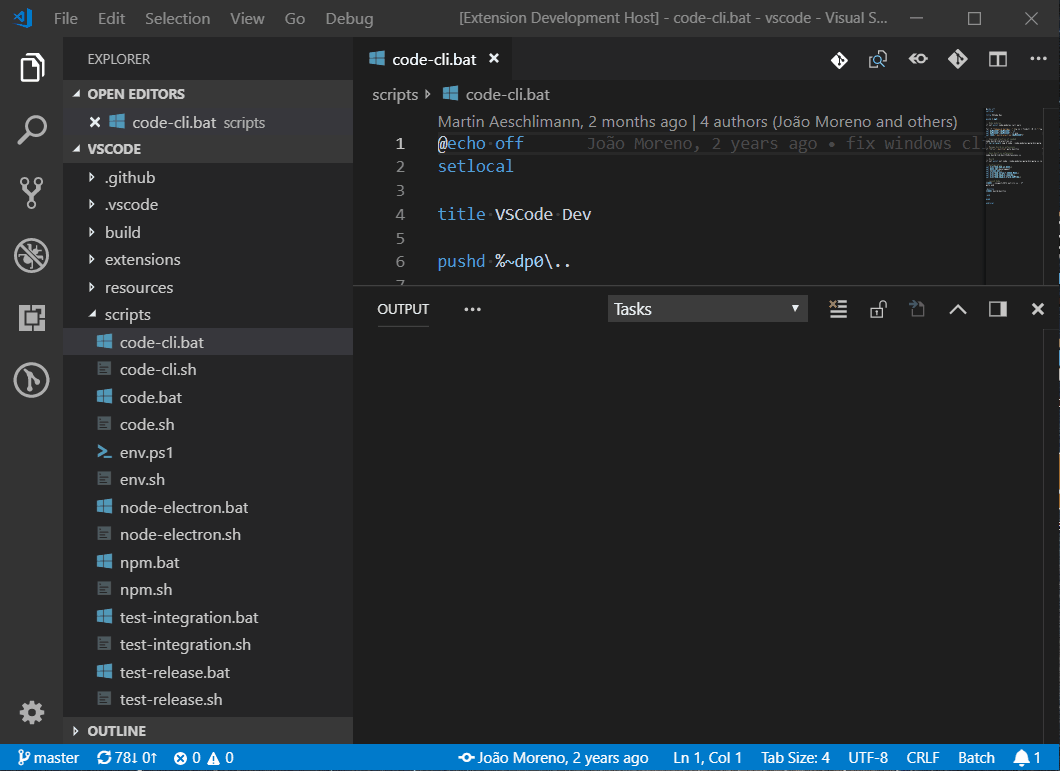 File Edit Selection View Go Debug [Extension Development Host] - code-cli.bat - vscode - Visual S...
EXPLORER
OPEN EDITORS
code-cli.bat scripts
VSCODE
.github
.vscode
build
extensions
resources
scripts
code-cli.bat
code-cli.sh
code.bat
code.sh
env.ps1
env.sh
node-electron.bat
node-electron.sh
npm.bat
npm.sh
test-integration.bat
test-integration.sh
test-release.bat
test-release.sh
OUTLINE
code-cli.bat
scripts code-cli.bat
Martin Aeschlimann, 2 months ago | 4 authors (João Moreno and others)
1 @echo off João Moreno, 2 years ago • fix windows cl
2 setlocal
3
4 title VSCode Dev
5
6 pushd %~dp0\..
7
OUTPUT ... Tasks
master 78↓ 0↑ 0 0 João Moreno, 2 years ago Ln 1, Col 1 Tab Size: 4 UTF-8 CRLF Batch 1